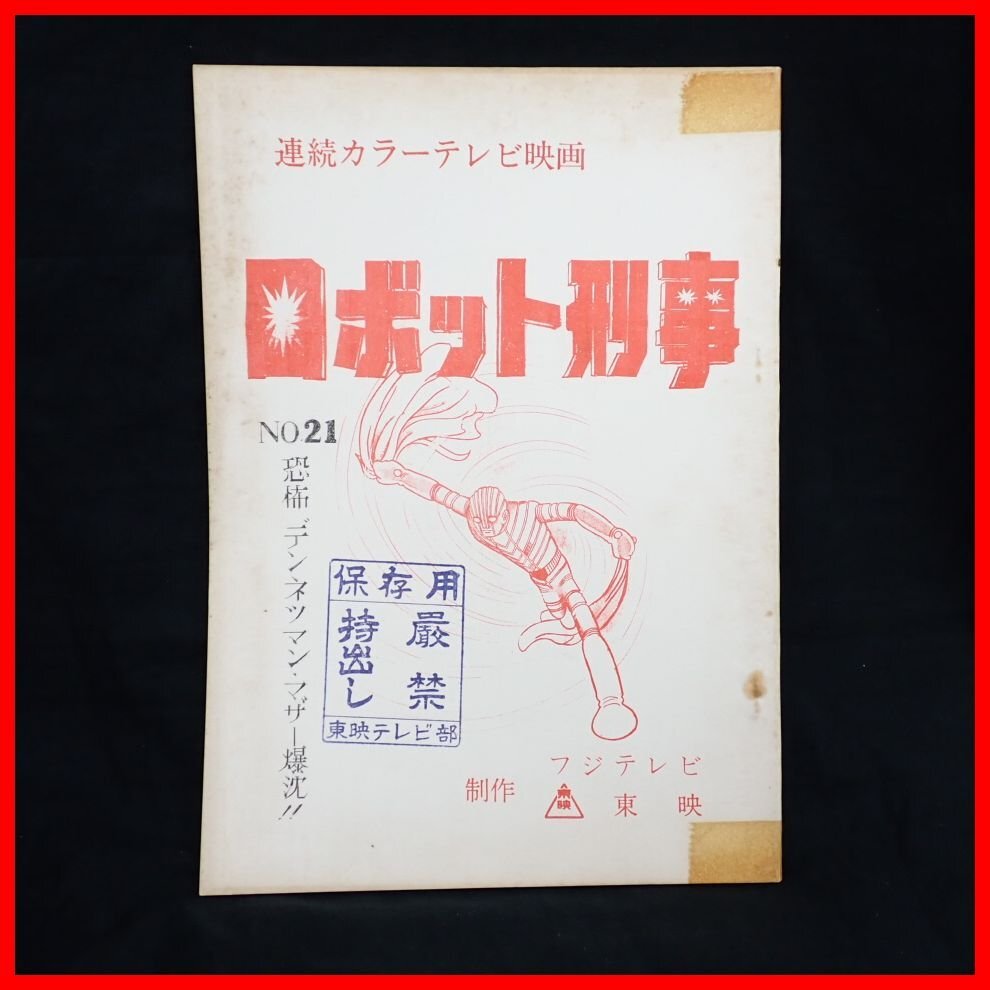 連続カラーテレビ映画
ロボット刑事
NO.21
恐怖デンネツマン・マザー爆沈!!
保存用
厳禁
持出し
東映テレビ部
制作
フジテレビ
東映
東映